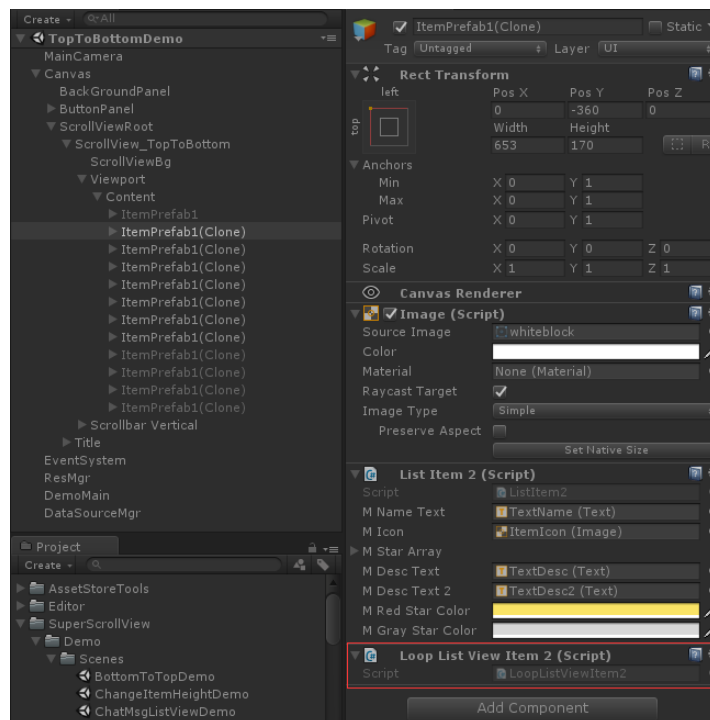 Create
All
TopToBottomDemo
MainCamera
Canvas
BackGroundPanel
ButtonPanel
ScrollViewRoot
ScrollView_TopToBottom
ScrollViewBg
Viewport
Content
ItemPrefab1
ItemPrefab1(Clone)
ItemPrefab1(Clone)
ItemPrefab1(Clone)
ItemPrefab1(Clone)
ItemPrefab1(Clone)
ItemPrefab1(Clone)
ItemPrefab1(Clone)
ItemPrefab1(Clone)
ItemPrefab1(Clone)
ItemPrefab1(Clone)
ItemPrefab1(Clone)
Scrollbar Vertical
Title
EventSystem
ResMgr
DemoMain
DataSourceMgr
Project
Create
AssetStoreTools
Editor
SuperScrollView
Demo
Scenes
BottomToTopDemo
ChangeItemHeightDemo
ChatMsgListViewDemo
ItemPrefab1(Clone) Static
Tag Untagged Layer UI
Rect Transform
left Pos X Pos Y Pos Z
top 0 -360 0
Width Height
653 170 R
Anchors
Min X 0 Y 1
Max X 0 Y 1
Pivot X 0 Y 1
Rotation X 0 Y 0 Z 0
Scale X 1 Y 1 Z 1
Canvas Renderer
Image (Script)
Source Image whiteblock
Color
Material None (Material)
Raycast Target
Image Type Simple
Preserve Aspect
Set Native Size
List Item 2 (Script)
Script ListItem2
M Name Text TextName (Text)
M Icon ItemIcon (Image)
M Star Array
M Desc Text TextDesc (Text)
M Desc Text 2 TextDesc2 (Text)
M Red Star Color
M Gray Star Color
Loop List View Item 2 (Script)
Script LoopListViewItem2
Add Component